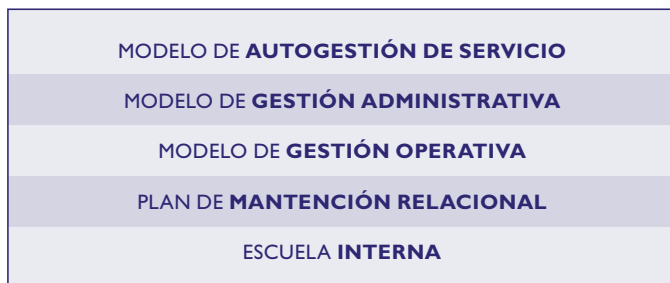 MODELO DE AUTOGESTIÓN DE SERVICIO
MODELO DE GESTIÓN ADMINISTRATIVA
MODELO DE GESTIÓN OPERATIVA
PLAN DE MANTENCIÓN RELACIONAL
ESCUELA INTERNA